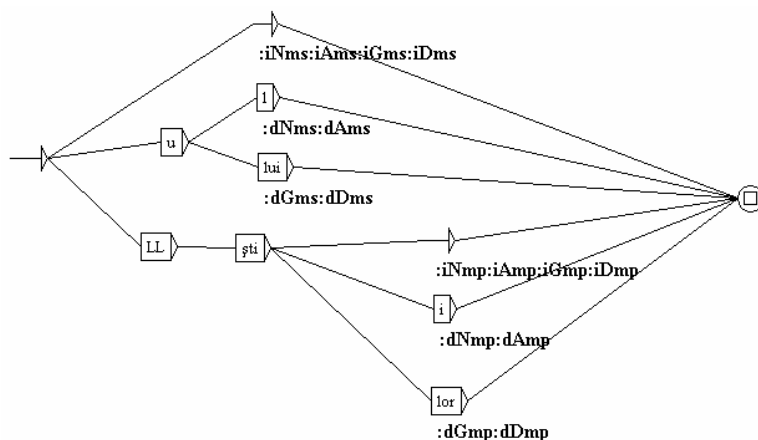 :iNms:iAms:iGms:iDms
l
:dNms:dAms
u
lui
:dGms:dDms
LL
şti
:iNmp:iAmp:iGmp:iDmp
i
:dNmp:dAmp
lor
:dGmp:dDmp